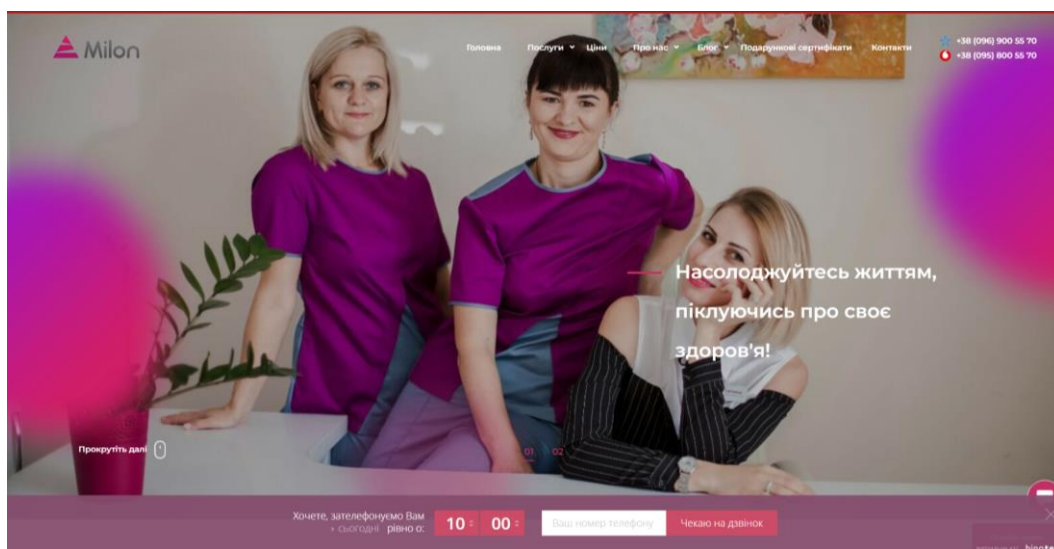 Milon
Головна Послуги Ціни Про нас Блог Подарункові сертифікати Контакти
+38 (096) 900 55 70
+38 (095) 800 55 70
Насолоджуйтесь життям,
піклуючись про своє
здоров'я!
Прокрутіть далі
01 02
Хочете, зателефонуємо Вам
сьогодні рівно о:
10 00
Ваш номер телефону
Чекаю на дзвінок